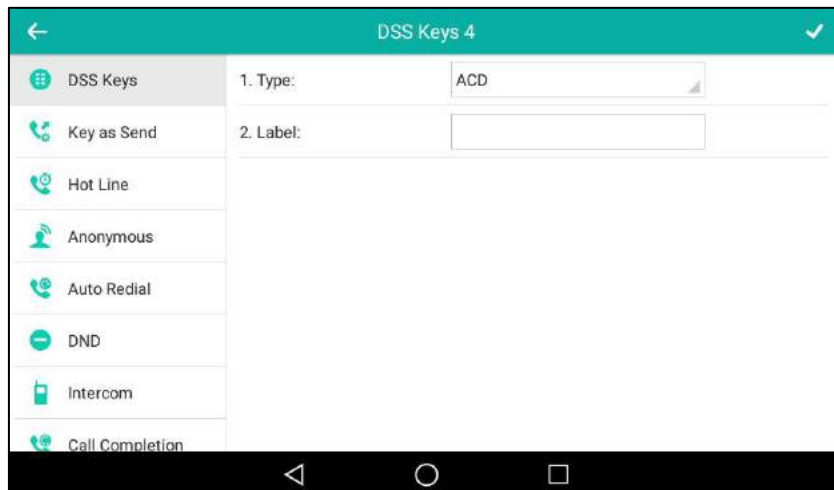 DSS Keys 4
DSS Keys
1. Type:
ACD
Key as Send
2. Label:
Hot Line
Anonymous
Auto Redial
DND
Intercom
Call Completion